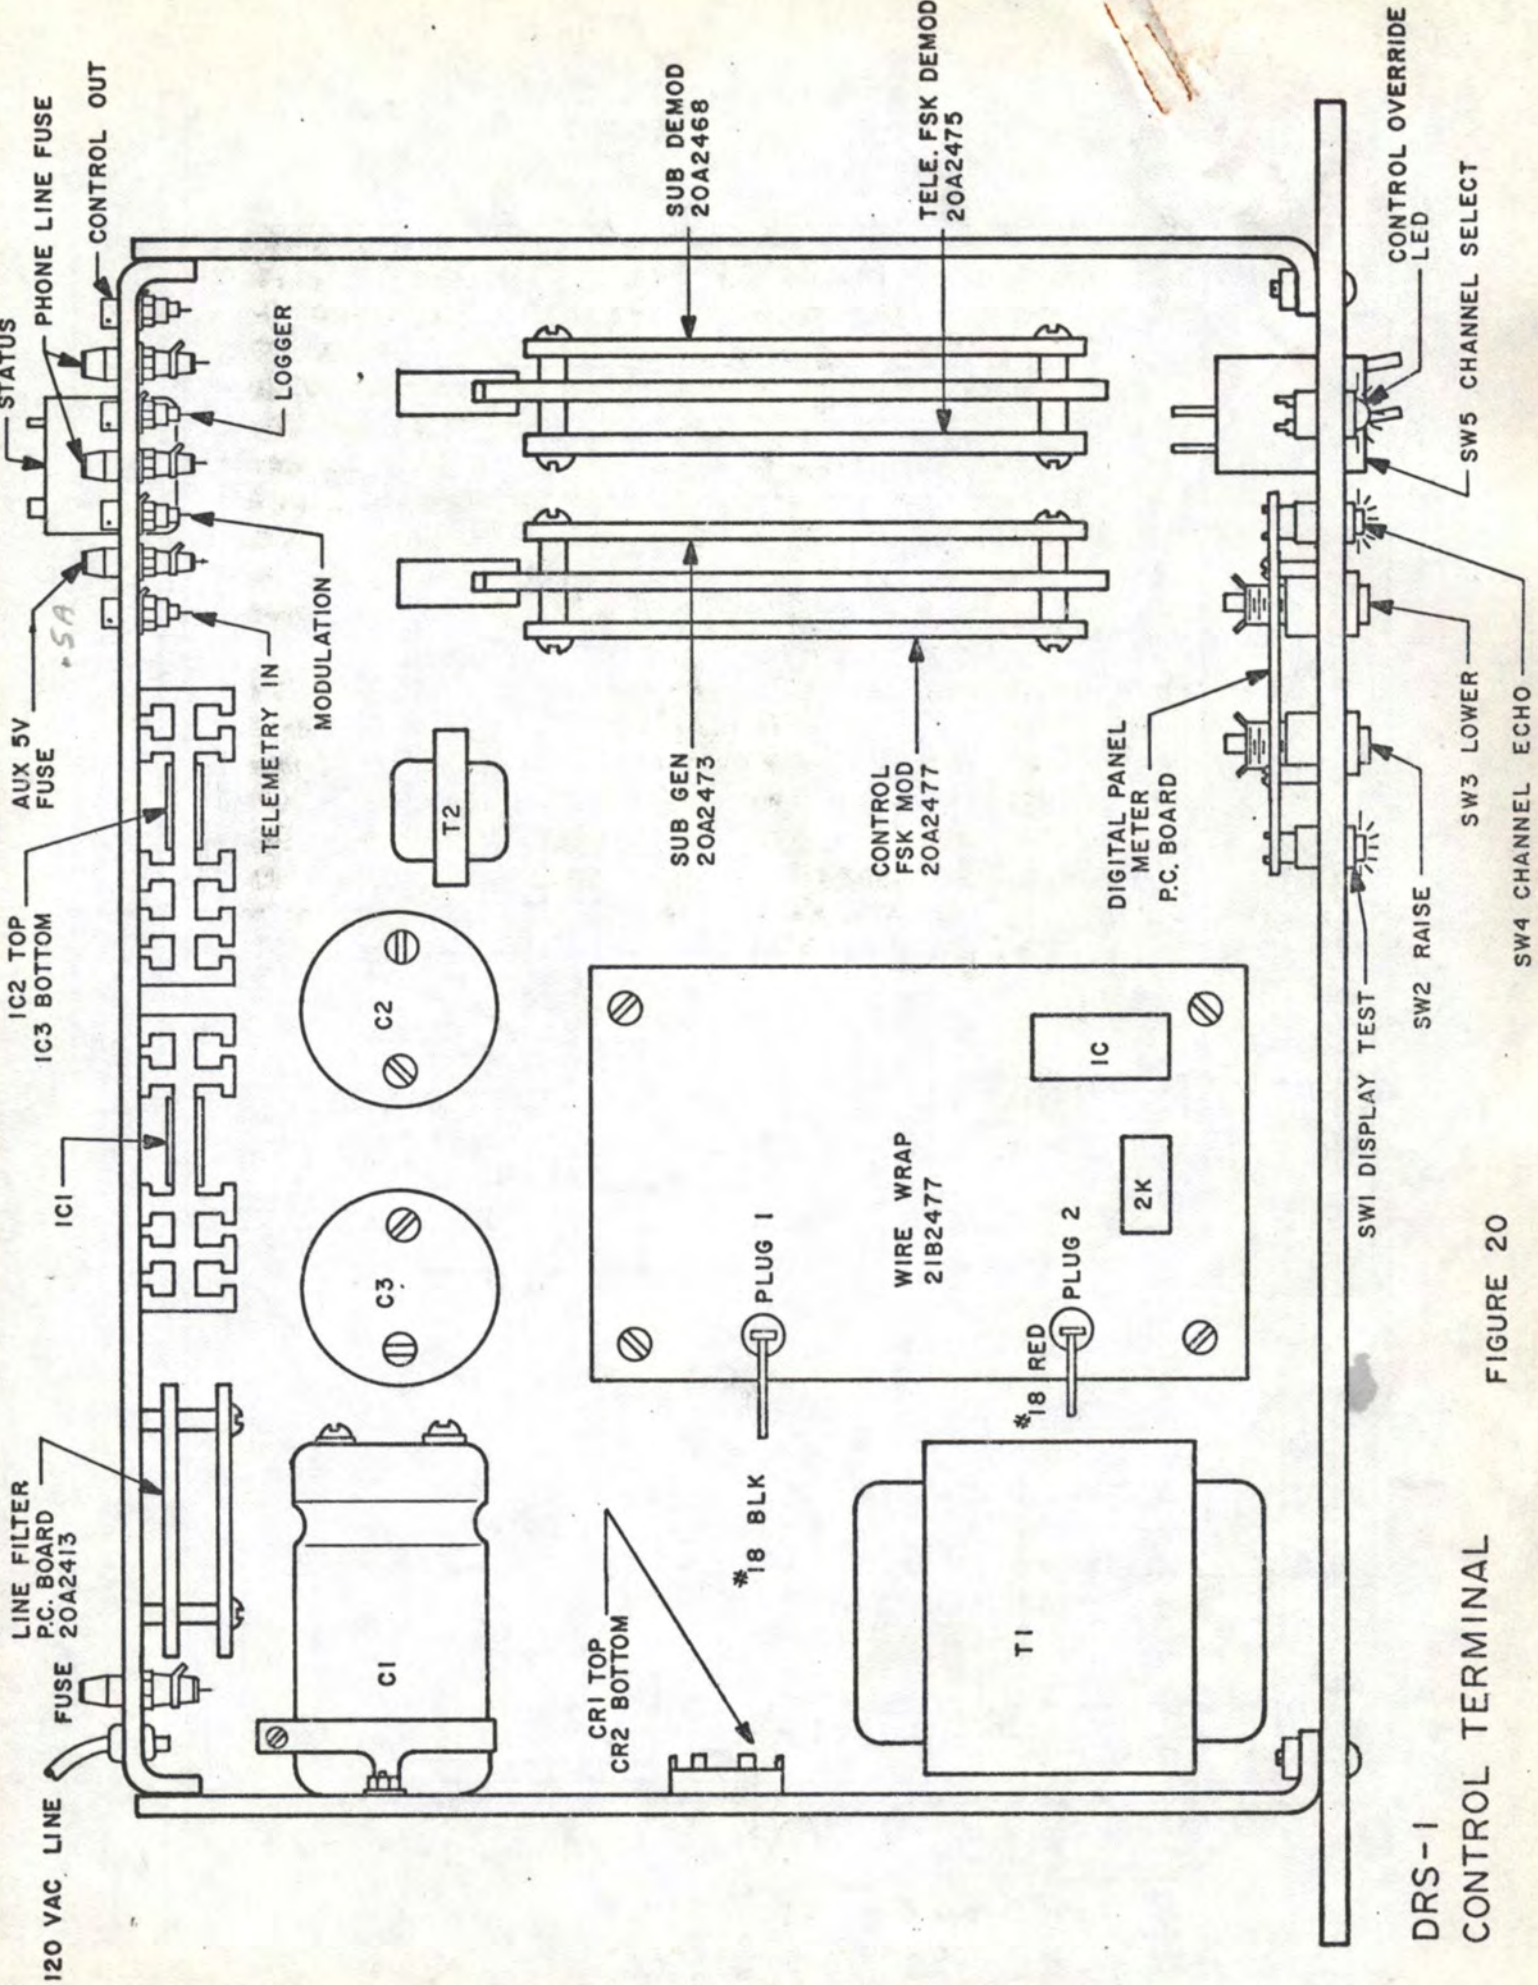 120 VAC LINE
FUSE
LINE FILTER
P.C. BOARD
20A2413
IC1
IC2 TOP
IC3 BOTTOM
AUX 5V
FUSE
.5A
STATUS
PHONE LINE FUSE
CONTROL OUT
TELEMETRY IN
MODULATION
LOGGER
C1
C3
C2
T2
CR1 TOP
CR2 BOTTOM
#18 BLK
PLUG 1
WIRE WRAP
21B2477
#18 RED
PLUG 2
2K
IC
T1
SUB GEN
20A2473
CONTROL
FSK MOD
20A2477
SUB DEMOD
20A2468
TELE. FSK DEMOD
20A2475
DIGITAL PANEL
METER
P.C. BOARD
SW1 DISPLAY TEST
SW2 RAISE
SW3 LOWER
SW4 CHANNEL ECHO
SW5 CHANNEL SELECT
CONTROL OVERRIDE
LED
DRS-1
CONTROL TERMINAL
FIGURE 20